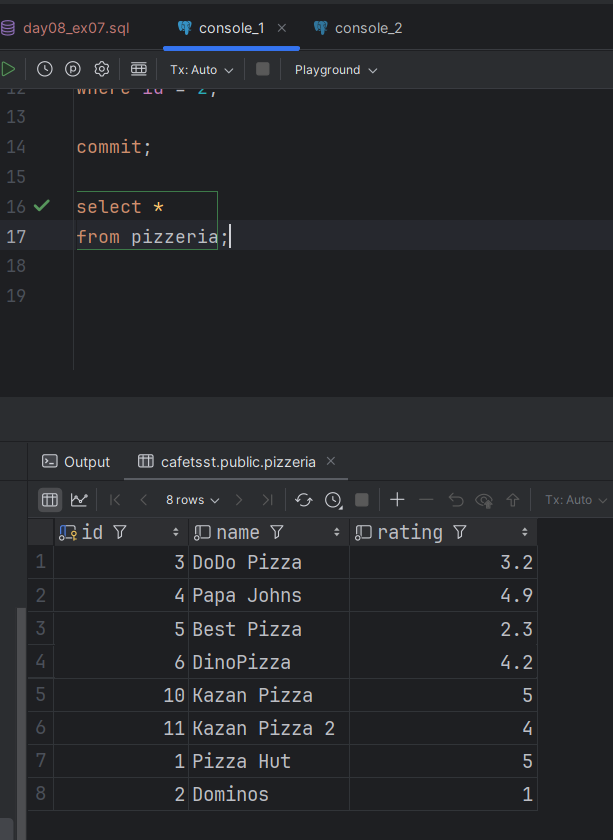 day08_ex07.sql console_1 console_2
Tx: Auto Playground
12 where id = 2;
13
14 commit;
15
16 select *
17 from pizzeria;
18
19
Output cafetsst.public.pizzeria
8 rows Tx: Auto
id name rating
1 3 DoDo Pizza 3.2
2 4 Papa Johns 4.9
3 5 Best Pizza 2.3
4 6 DinoPizza 4.2
5 10 Kazan Pizza 5
6 11 Kazan Pizza 2 4
7 1 Pizza Hut 5
8 2 Dominos 1